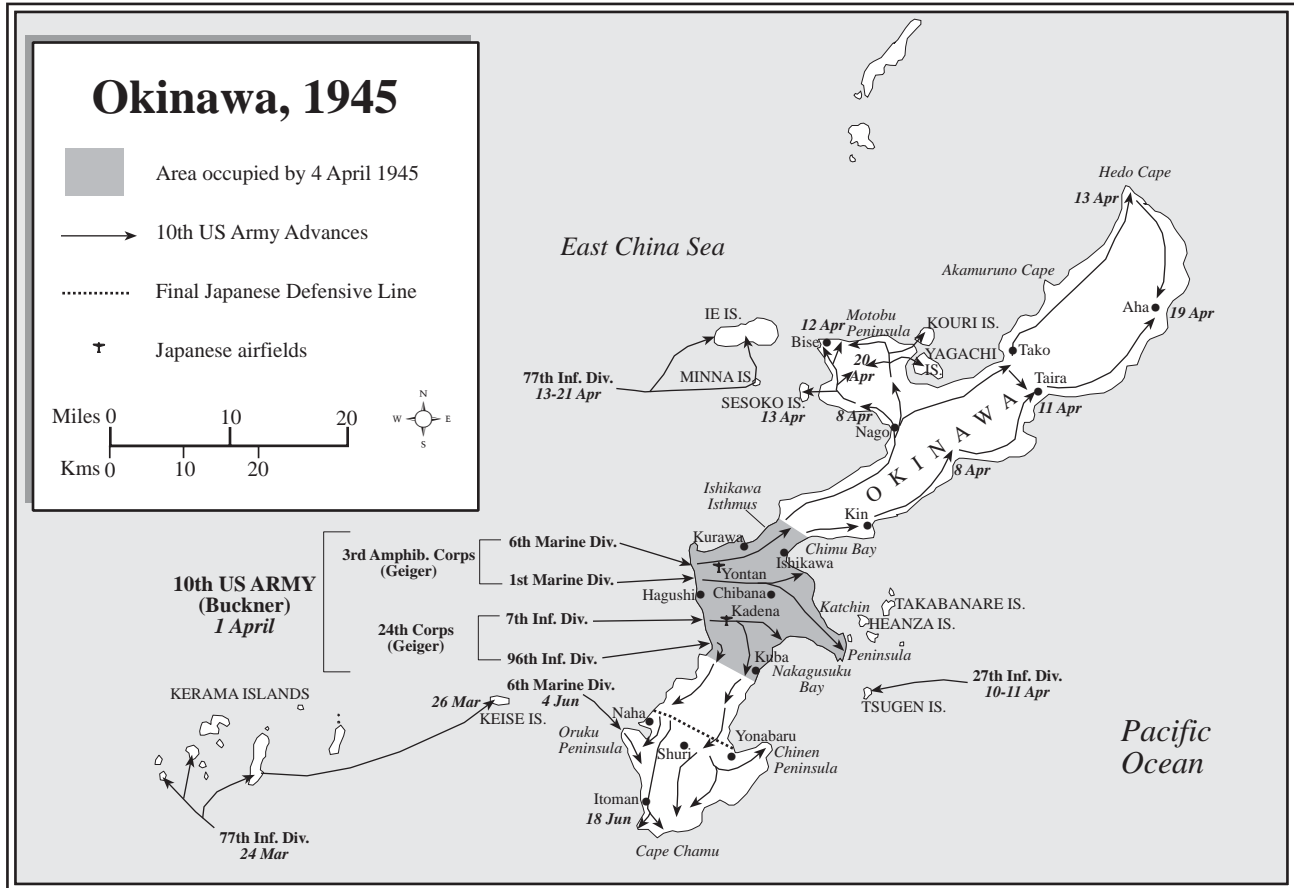 Okinawa, 1945
Area occupied by 4 April 1945
10th US Army Advances
Final Japanese Defensive Line
Japanese airfields
Miles 0 10 20
Kms 0 10 20
N
W E
S
East China Sea
Hedo Cape
13 Apr
Akamuruno Cape
Aha
19 Apr
IE IS.
12 Apr
Bise
Motobu
Peninsula
KOURI IS.
YAGACHI
IS.
20
Apr
Tako
Taira
11 Apr
77th Inf. Div.
13-21 Apr
MINNA IS.
SESOKO IS.
13 Apr
8 Apr
Nago
OKINAWA
8 Apr
Ishikawa
Isthmus
Kin
Chimu Bay
Kurawa
Ishikawa
10th US ARMY
(Buckner)
1 April
3rd Amphib. Corps
(Geiger)
6th Marine Div.
1st Marine Div.
24th Corps
(Geiger)
7th Inf. Div.
96th Inf. Div.
Yontan
Hagushi
Chibana
Kadena
Katchin
Peninsula
TAKABANARE IS.
HEANZA IS.
Kuba
Nakagusuku
Bay
27th Inf. Div.
10-11 Apr
TSUGEN IS.
6th Marine Div.
4 Jun
KERAMA ISLANDS
26 Mar
KEISE IS.
Naha
Oruku
Peninsula
Shuri
Yonabaru
Chinen
Peninsula
Pacific
Ocean
Itoman
18 Jun
77th Inf. Div.
24 Mar
Cape Chamu